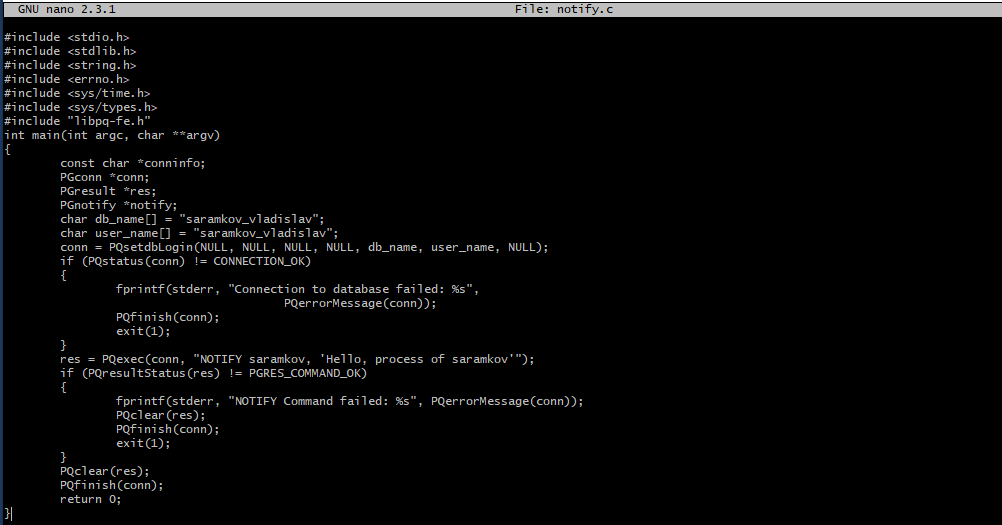 GNU nano 2.3.1 File: notify.c
#include <stdio.h>
#include <stdlib.h>
#include <string.h>
#include <errno.h>
#include <sys/time.h>
#include <sys/types.h>
#include "libpq-fe.h"
int main(int argc, char **argv)
{
        const char *conninfo;
        PGconn *conn;
        PGresult *res;
        PGnotify *notify;
        char db_name[] = "saramkov_vladislav";
        char user_name[] = "saramkov_vladislav";
        conn = PQsetdbLogin(NULL, NULL, NULL, NULL, db_name, user_name, NULL);
        if (PQstatus(conn) != CONNECTION_OK)
        {
                fprintf(stderr, "Connection to database failed: %s",
                                        PQerrorMessage(conn));
                PQfinish(conn);
                exit(1);
        }
        res = PQexec(conn, "NOTIFY saramkov, 'Hello, process of saramkov'");
        if (PQresultStatus(res) != PGRES_COMMAND_OK)
        {
                fprintf(stderr, "NOTIFY Command failed: %s", PQerrorMessage(conn));
                PQclear(res);
                PQfinish(conn);
                exit(1);
        }
        PQclear(res);
        PQfinish(conn);
        return 0;
}